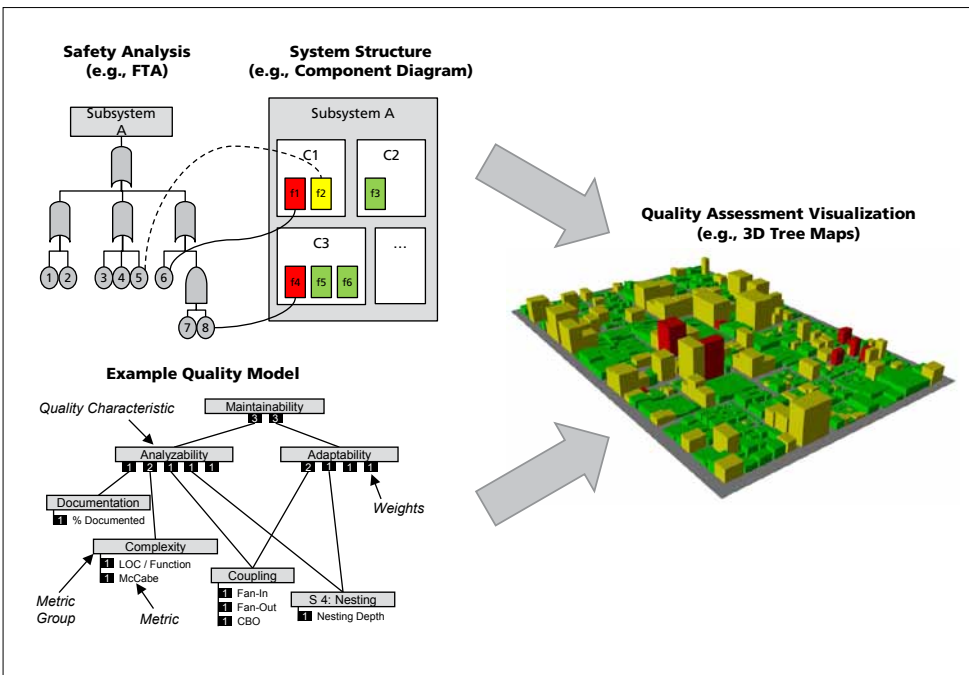 Safety Analysis
(e.g., FTA)
System Structure
(e.g., Component Diagram)
Subsystem
A
1 2 3 4 5 6
7 8
Subsystem A
C1
C2
f1 f2
f3
C3
...
f4 f5 f6
Quality Assessment Visualization
(e.g., 3D Tree Maps)
Example Quality Model
Quality Characteristic
Maintainability
3 3
Analyzability
1 2 1 1 1
Adaptability
2 1 1 1
Weights
Documentation
1 % Documented
Complexity
1 LOC / Function
1 McCabe
Metric
Group
Metric
Coupling
1 Fan-In
1 Fan-Out
1 CBO
S 4: Nesting
1 Nesting Depth